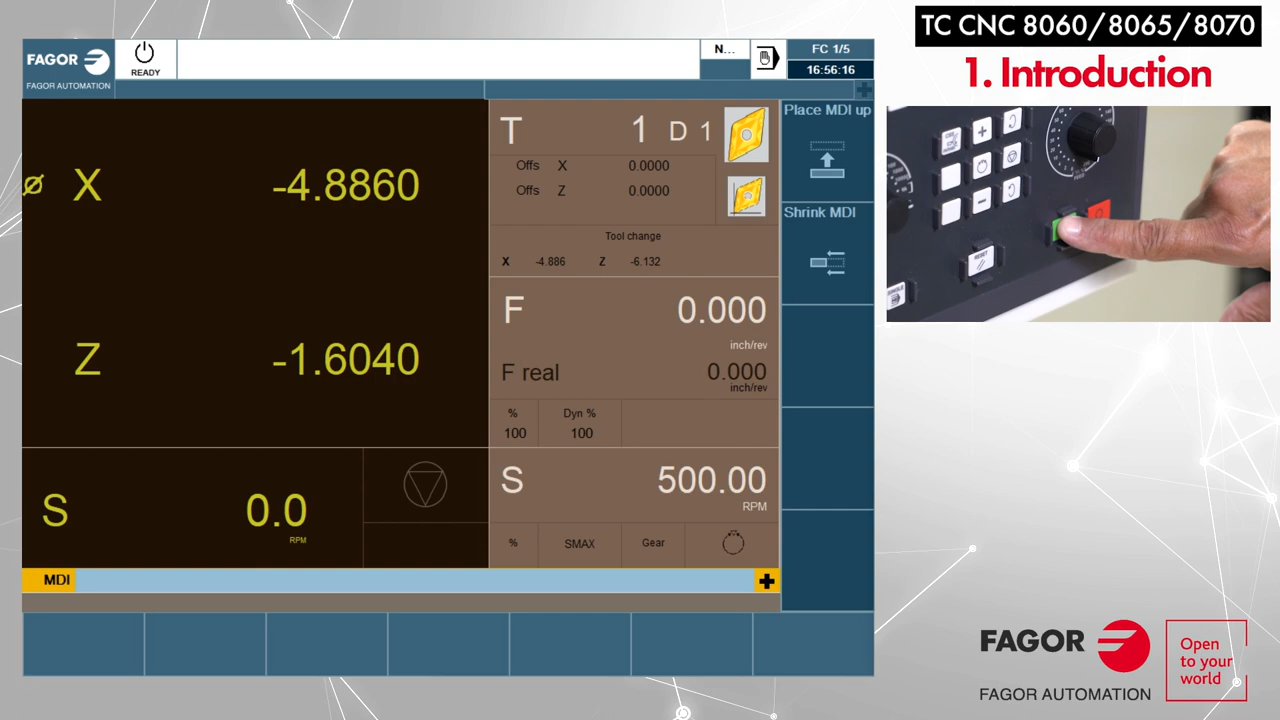 TC CNC 8060/8065/8070
1. Introduction
FAGOR
FAGOR AUTOMATION
READY
N...
FC 1/5
16:56:16
Place MDI up
Shrink MDI
Ø X -4.8860
Z -1.6040
S 0.0
RPM
T 1 D 1
Offs X 0.0000
Offs Z 0.0000
Tool change
X -4.886 Z -6.132
F 0.000
inch/rev
F real 0.000
inch/rev
% Dyn %
100 100
S 500.00
RPM
% SMAX Gear
MDI
RESET
FAGOR
FAGOR AUTOMATION
Open
to your
world